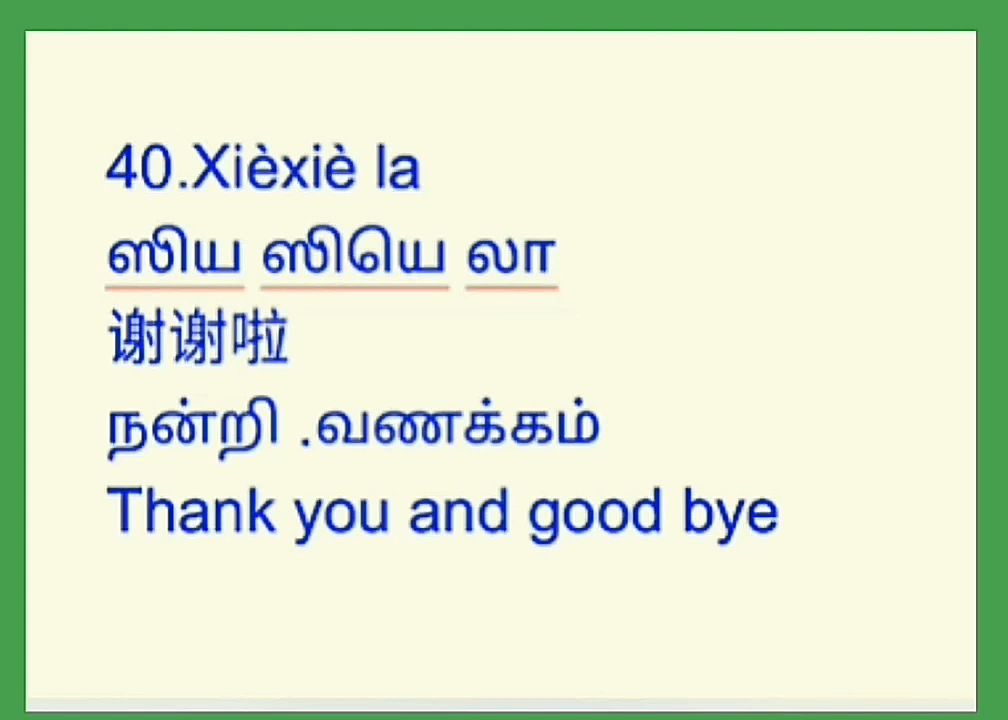 40.Xièxiè la
ஸிய ஸியெ லா
谢谢啦
நன்றி .வணக்கம்
Thank you and good bye